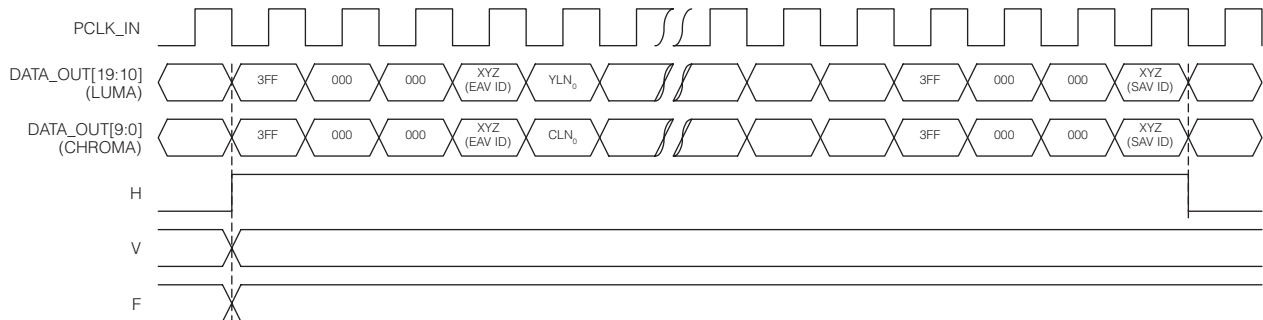 PCLK_IN
DATA_OUT[19:10]
(LUMA)
3FF 000 000 XYZ (EAV ID) YLN₀ 3FF 000 000 XYZ (SAV ID)
DATA_OUT[9:0]
(CHROMA)
3FF 000 000 XYZ (EAV ID) CLN₀ 3FF 000 000 XYZ (SAV ID)
H
V
F